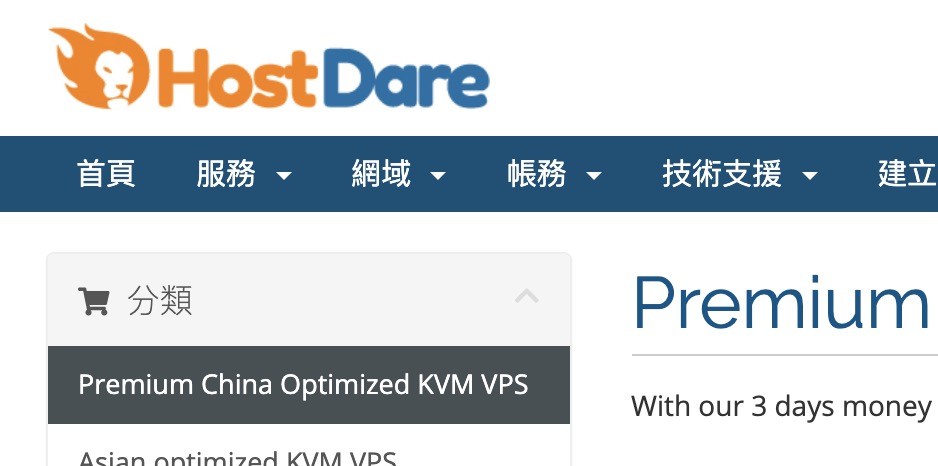 HostDare
首頁 服務 網域 帳務 技術支援 建立
分類
Premium
Premium China Optimized KVM VPS
With our 3 days money
Asian optimized KVM VPS